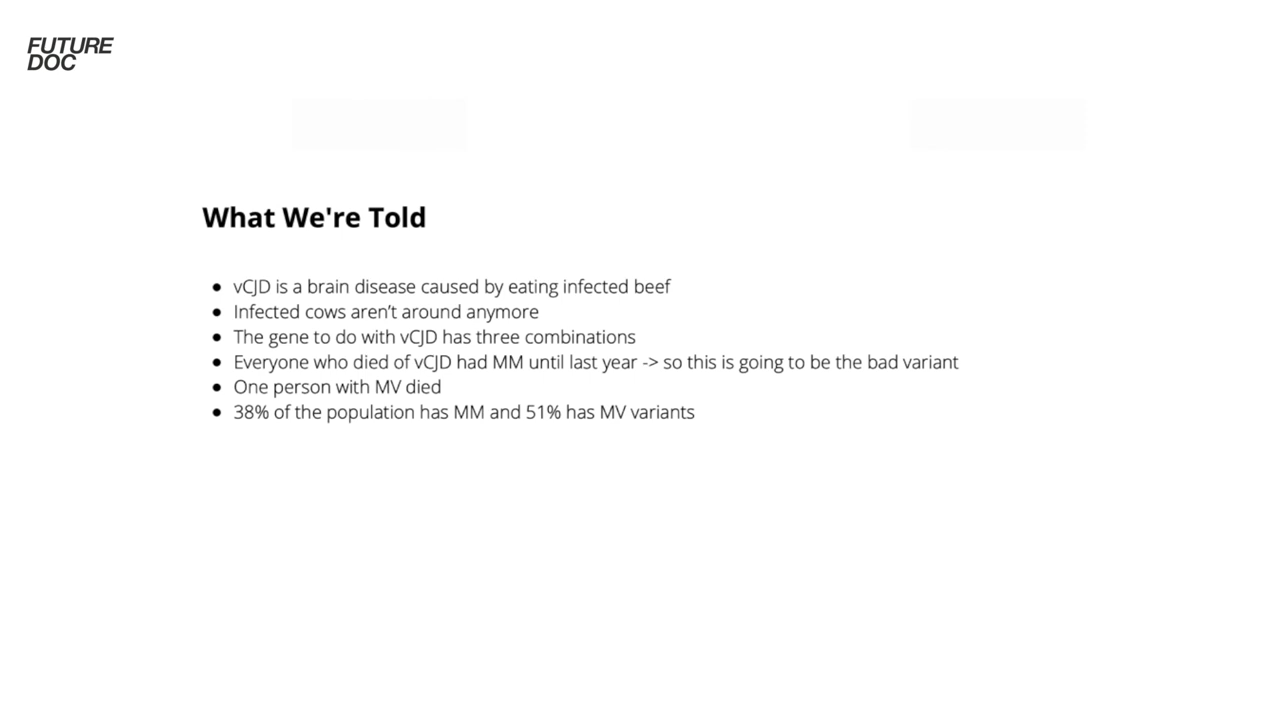 FUTURE
DOC
What We're Told
• vCJD is a brain disease caused by eating infected beef
• Infected cows aren’t around anymore
• The gene to do with vCJD has three combinations
• Everyone who died of vCJD had MM until last year -> so this is going to be the bad variant
• One person with MV died
• 38% of the population has MM and 51% has MV variants